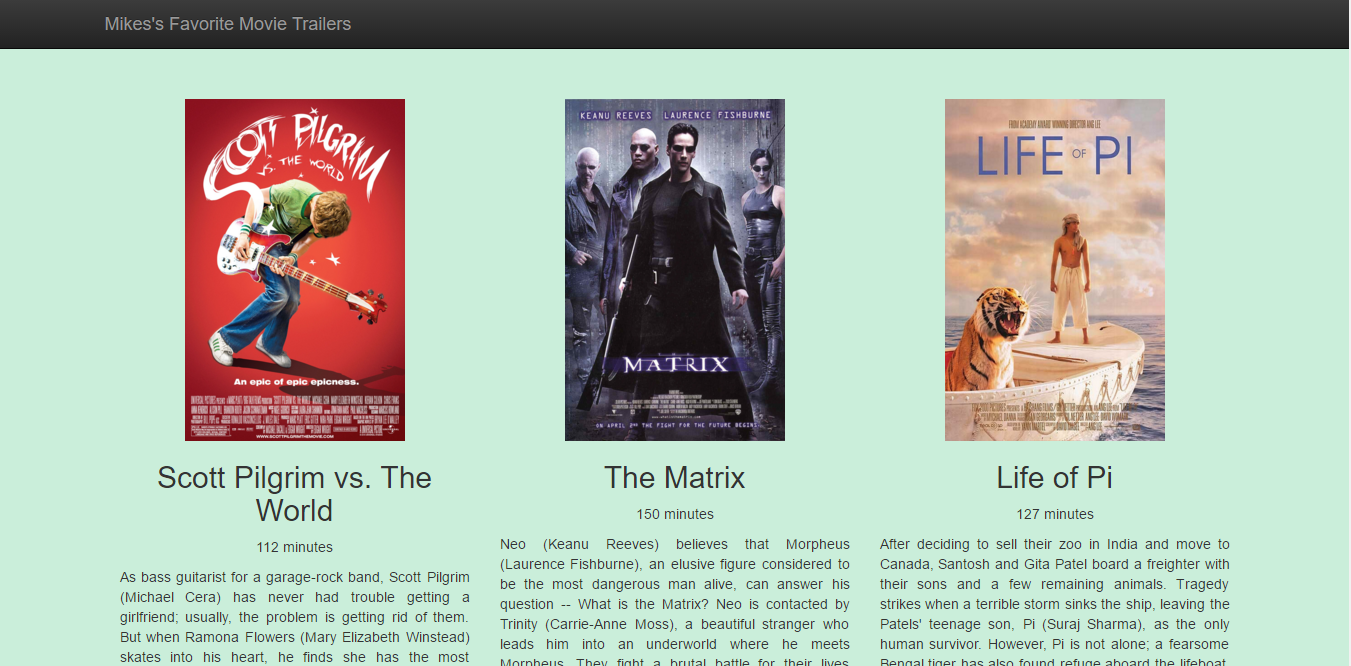 Mikes's Favorite Movie Trailers
SCOTT PILGRIM
VS. THE WORLD
An epic of epic epicness.
WWW.SCOTTPILGRIMTHEMOVIE.COM
KEANU REEVES LAURENCE FISHBURNE
THE
MATRIX
ON APRIL 2ND THE FIGHT FOR THE FUTURE BEGINS
FROM ACADEMY AWARD WINNING DIRECTOR ANG LEE
LIFE OF PI
Scott Pilgrim vs. The
World
112 minutes
As bass guitarist for a garage-rock band, Scott Pilgrim
(Michael Cera) has never had trouble getting a
girlfriend; usually, the problem is getting rid of them.
But when Ramona Flowers (Mary Elizabeth Winstead)
skates into his heart, he finds she has the most
The Matrix
150 minutes
Neo (Keanu Reeves) believes that Morpheus
(Laurence Fishburne), an elusive figure considered to
be the most dangerous man alive, can answer his
question -- What is the Matrix? Neo is contacted by
Trinity (Carrie-Anne Moss), a beautiful stranger who
leads him into an underworld where he meets
Morpheus. They fight a brutal battle for their lives
Life of Pi
127 minutes
After deciding to sell their zoo in India and move to
Canada, Santosh and Gita Patel board a freighter with
their sons and a few remaining animals. Tragedy
strikes when a terrible storm sinks the ship, leaving the
Patels' teenage son, Pi (Suraj Sharma), as the only
human survivor. However, Pi is not alone; a fearsome
Bengal tiger has also found refuge aboard the lifeboat.